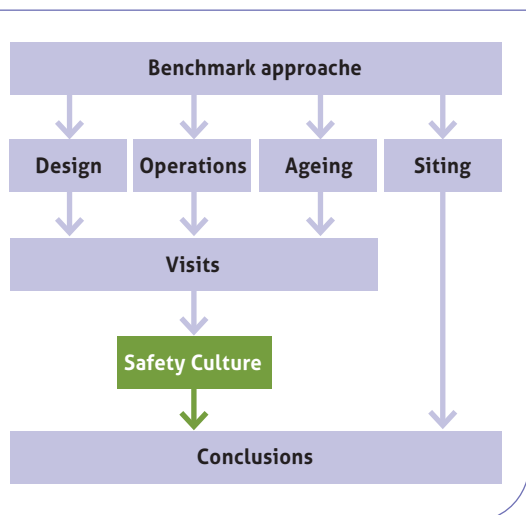 Benchmark approache
Design
Operations
Ageing
Siting
Visits
Safety Culture
Conclusions